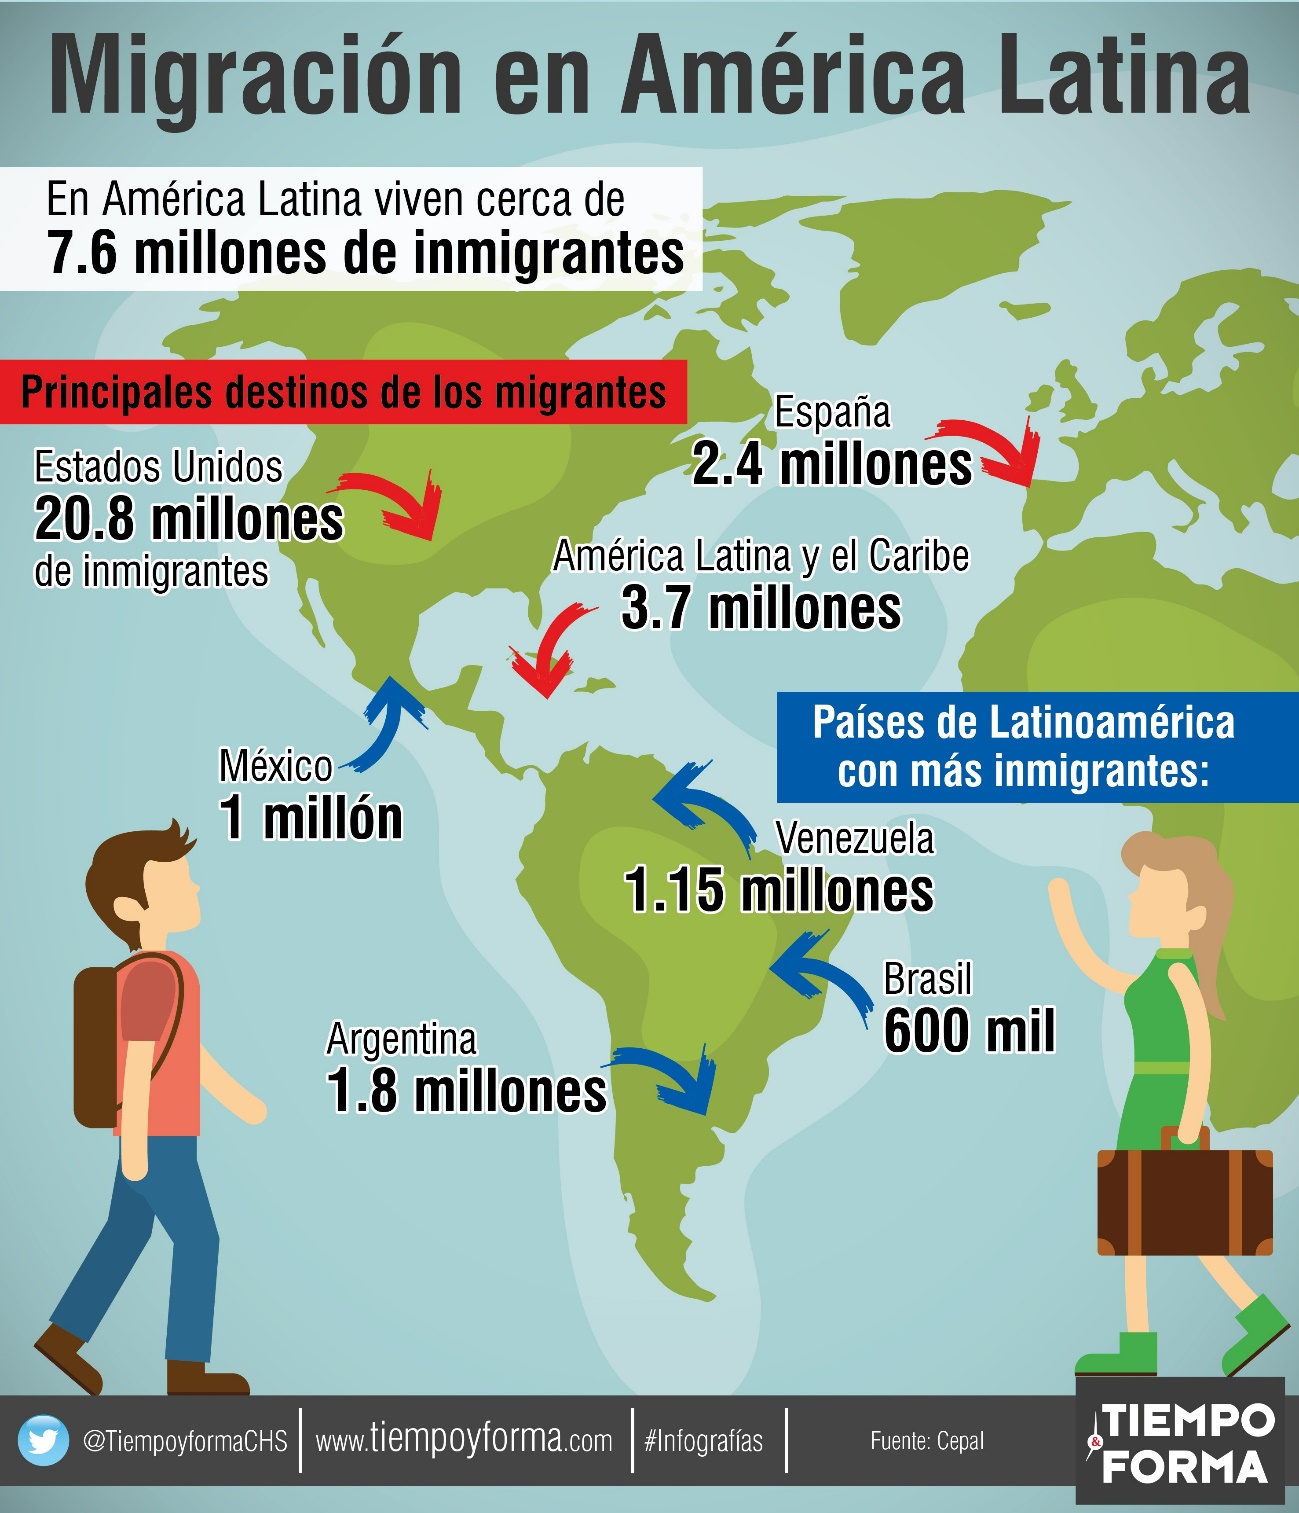 Migración en América Latina
En América Latina viven cerca de
7.6 millones de inmigrantes
Principales destinos de los migrantes
Estados Unidos
20.8 millones
de inmigrantes
España
2.4 millones
América Latina y el Caribe
3.7 millones
Países de Latinoamérica
con más inmigrantes:
México
1 millón
Venezuela
1.15 millones
Brasil
600 mil
Argentina
1.8 millones
@TiempoyformaCHS
www.tiempoyforma.com
#Infografías
Fuente: Cepal
TIEMPO
&
FORMA